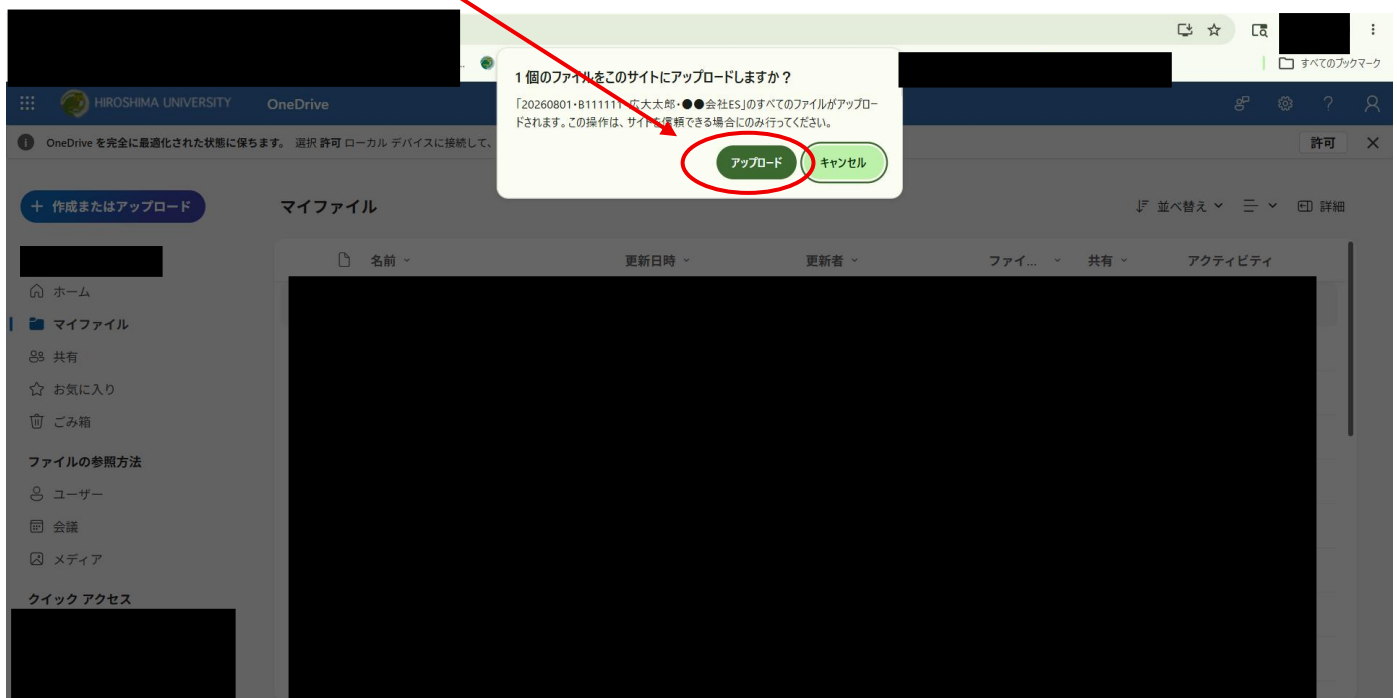 すべてのブックマーク
1 個のファイルをこのサイトにアップロードしますか？
「20260801・B111111・広大太郎・●●会社ES」のすべてのファイルがアップロー
ドされます。この操作は、サイトを信頼できる場合にのみ行ってください。
アップロード
キャンセル
HIROSHIMA UNIVERSITY
OneDrive
OneDrive を完全に最適化された状態に保ちます。 選択 許可 ローカル デバイスに接続して、
許可
+ 作成またはアップロード
マイファイル
並べ替え
詳細
名前
更新日時
更新者
ファイ...
共有
アクティビティ
ホーム
マイファイル
共有
お気に入り
ごみ箱
ファイルの参照方法
ユーザー
会議
メディア
クイック アクセス